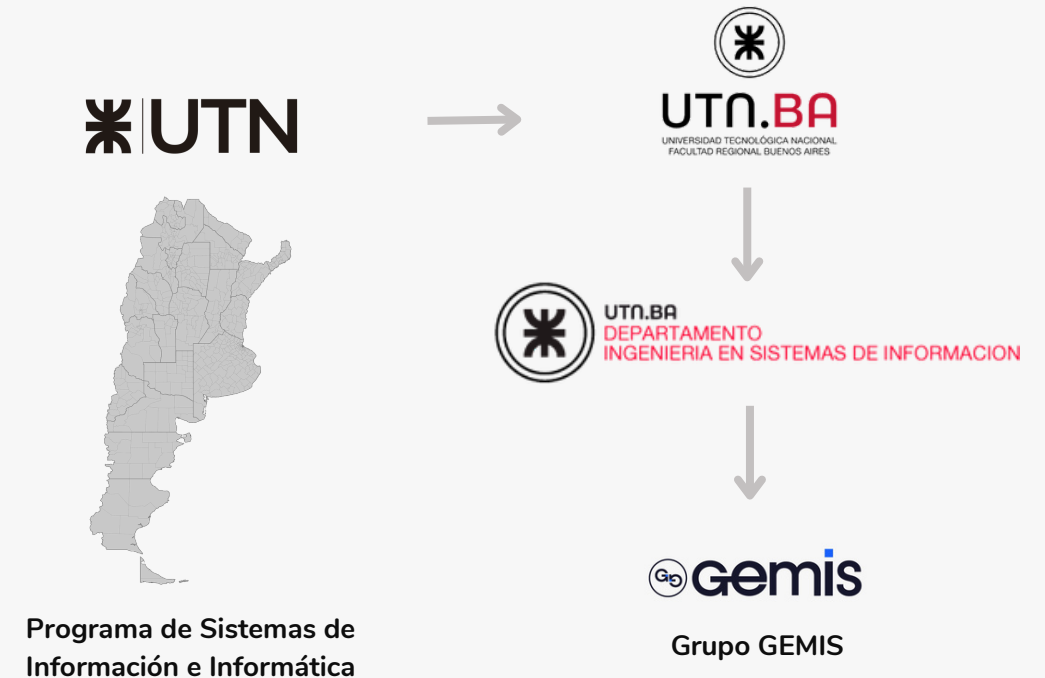 UTN
UTN.BA
UNIVERSIDAD TECNOLÓGICA NACIONAL
FACULTAD REGIONAL BUENOS AIRES
UTN.BA
DEPARTAMENTO
INGENIERIA EN SISTEMAS DE INFORMACION
GG Gemis
Programa de Sistemas de
Información e Informática
Grupo GEMIS